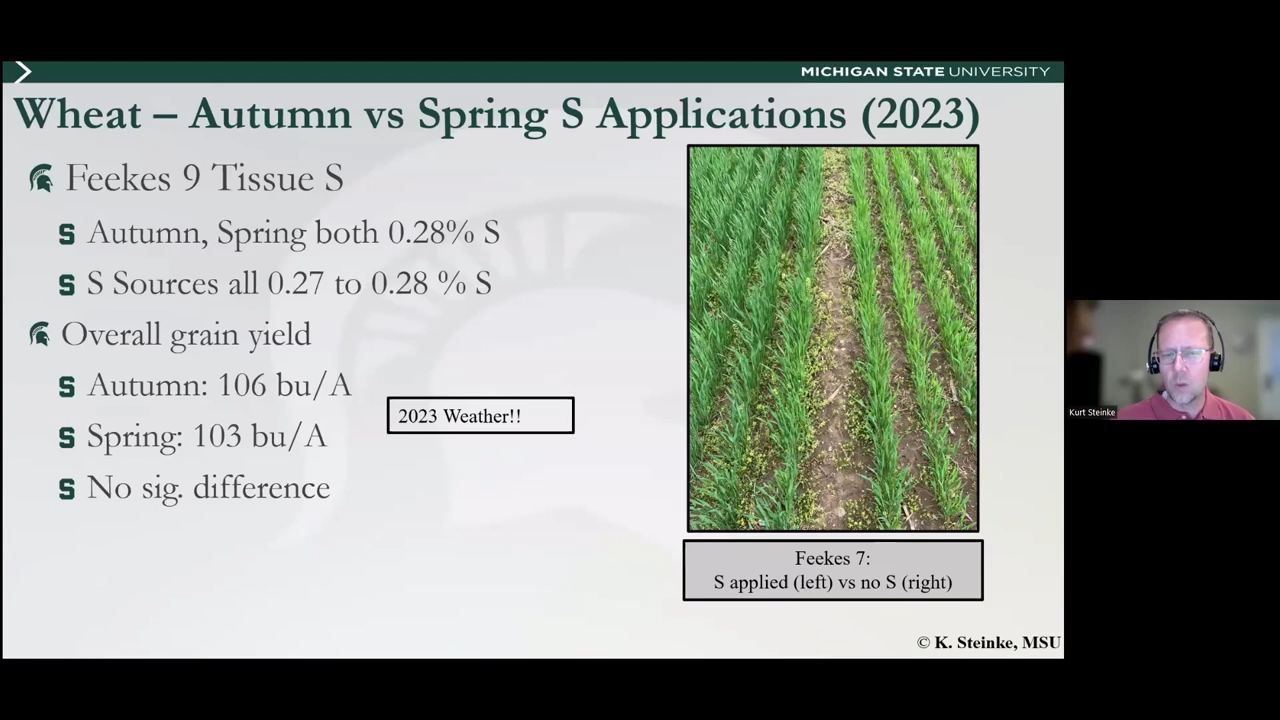 MICHIGAN STATE UNIVERSITY
Wheat – Autumn vs Spring S Applications (2023)
Feekes 9 Tissue S
Autumn, Spring both 0.28% S
S Sources all 0.27 to 0.28 % S
Overall grain yield
Autumn: 106 bu/A
2023 Weather!!
Spring: 103 bu/A
No sig. difference
Feekes 7:
S applied (left) vs no S (right)
© K. Steinke, MSU
Kurt Steinke